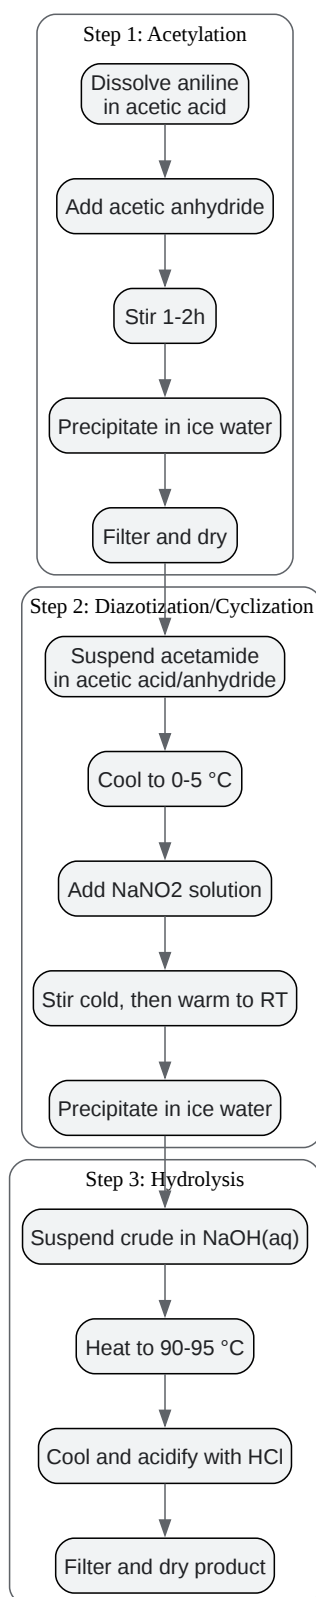 Step 1: Acetylation
Dissolve aniline
in acetic acid
Add acetic anhydride
Stir 1-2h
Precipitate in ice water
Filter and dry
Step 2: Diazotization/Cyclization
Suspend acetamide
in acetic acid/anhydride
Cool to 0-5 °C
Add NaNO2 solution
Stir cold, then warm to RT
Precipitate in ice water
Step 3: Hydrolysis
Suspend crude in NaOH(aq)
Heat to 90-95 °C
Cool and acidify with HCl
Filter and dry product